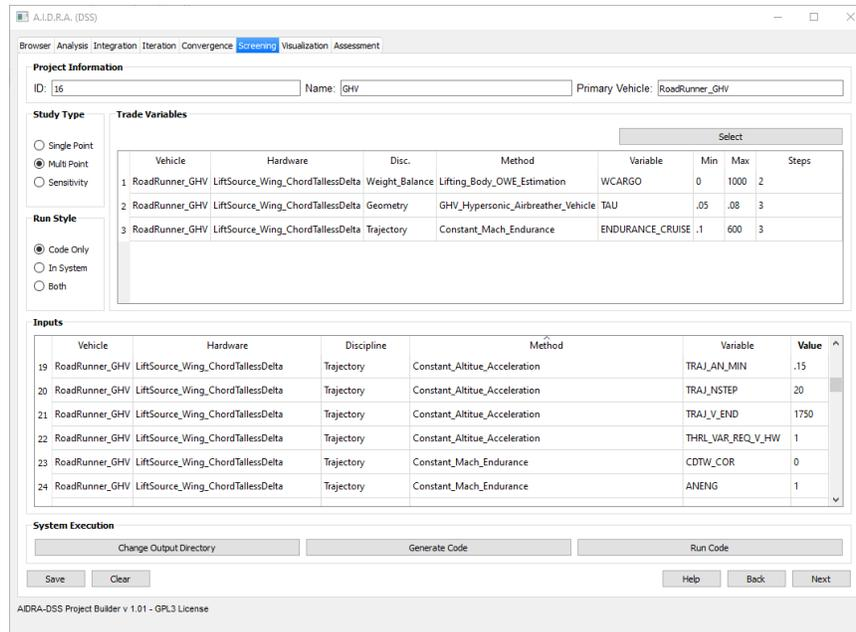 A.I.D.R.A. (DSS)
Browser Analysis Integration Iteration Convergence Screening Visualization Assessment
Project Information
ID: 16 Name: GHV Primary Vehicle: RoadRunner_GHV
Study Type
Single Point
Multi Point
Sensitivity
Run Style
Code Only
In System
Both
Trade Variables
Select
Vehicle Hardware Disc. Method Variable Min Max Steps
1 RoadRunner_GHV LiftSource_Wing_ChordTallessDelta Weight_Balance Lifting_Body_OWE_Estimation WCARGO 0 1000 2
2 RoadRunner_GHV LiftSource_Wing_ChordTallessDelta Geometry GHV_Hypersonic_Airbreather_Vehicle TAU .05 .08 3
3 RoadRunner_GHV LiftSource_Wing_ChordTallessDelta Trajectory Constant_Mach_Endurance ENDURANCE_CRUISE .1 600 3
Inputs
Vehicle Hardware Discipline Method Variable Value
19 RoadRunner_GHV LiftSource_Wing_ChordTallessDelta Trajectory Constant_Altitue_Acceleration TRAJ_AN_MIN .15
20 RoadRunner_GHV LiftSource_Wing_ChordTallessDelta Trajectory Constant_Altitue_Acceleration TRAJ_NSTEP 20
21 RoadRunner_GHV LiftSource_Wing_ChordTallessDelta Trajectory Constant_Altitue_Acceleration TRAJ_V_END 1750
22 RoadRunner_GHV LiftSource_Wing_ChordTallessDelta Trajectory Constant_Altitue_Acceleration THRL_VAR_REQ_V_HW 1
23 RoadRunner_GHV LiftSource_Wing_ChordTallessDelta Trajectory Constant_Mach_Endurance CDTW_COR 0
24 RoadRunner_GHV LiftSource_Wing_ChordTallessDelta Trajectory Constant_Mach_Endurance ANENG 1
System Execution
Change Output Directory Generate Code Run Code
Save Clear Help Back Next
AIDRA-DSS Project Builder v 1.01 - GPL3 License